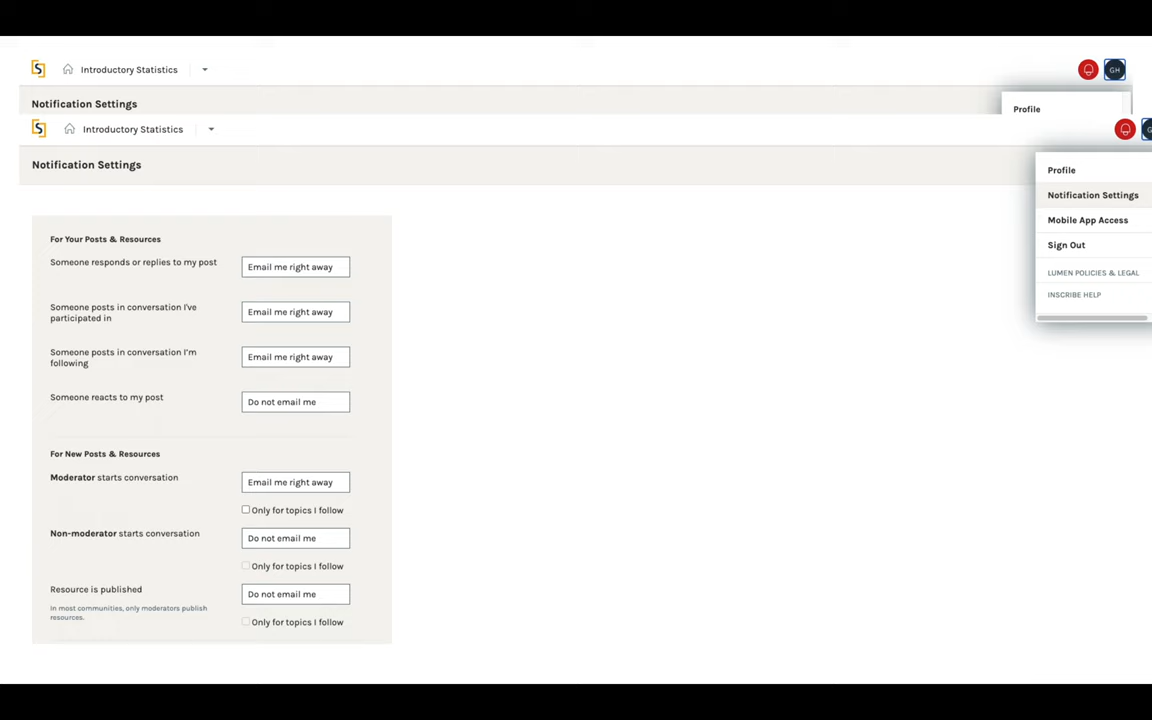 S
Introductory Statistics
GH
Notification Settings
Profile
S
Introductory Statistics
Notification Settings
Profile
Notification Settings
Mobile App Access
Sign Out
LUMEN POLICIES & LEGAL
INSCRIBE HELP
For Your Posts & Resources
Someone responds or replies to my post
Email me right away
Someone posts in conversation I've
participated in
Email me right away
Someone posts in conversation I'm
following
Email me right away
Someone reacts to my post
Do not email me
For New Posts & Resources
Moderator starts conversation
Email me right away
Only for topics I follow
Non-moderator starts conversation
Do not email me
Only for topics I follow
Resource is published
In most communities, only moderators publish
resources.
Do not email me
Only for topics I follow